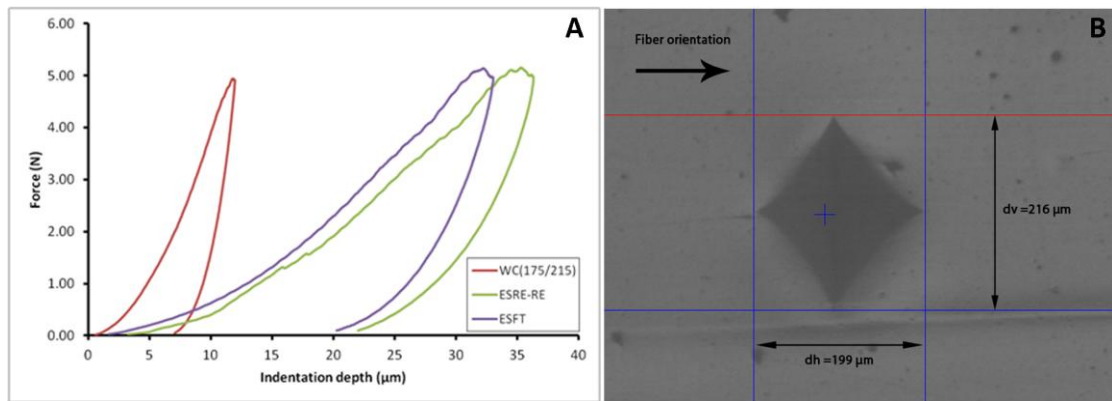 A
6.00
5.00
4.00
3.00
2.00
1.00
0.00
Force (N)
0 5 10 15 20 25 30 35 40
Indentation depth (µm)
WC(175/215)
ESRE-RE
ESFT
B
Fiber orientation
dv =216 µm
dh =199 µm